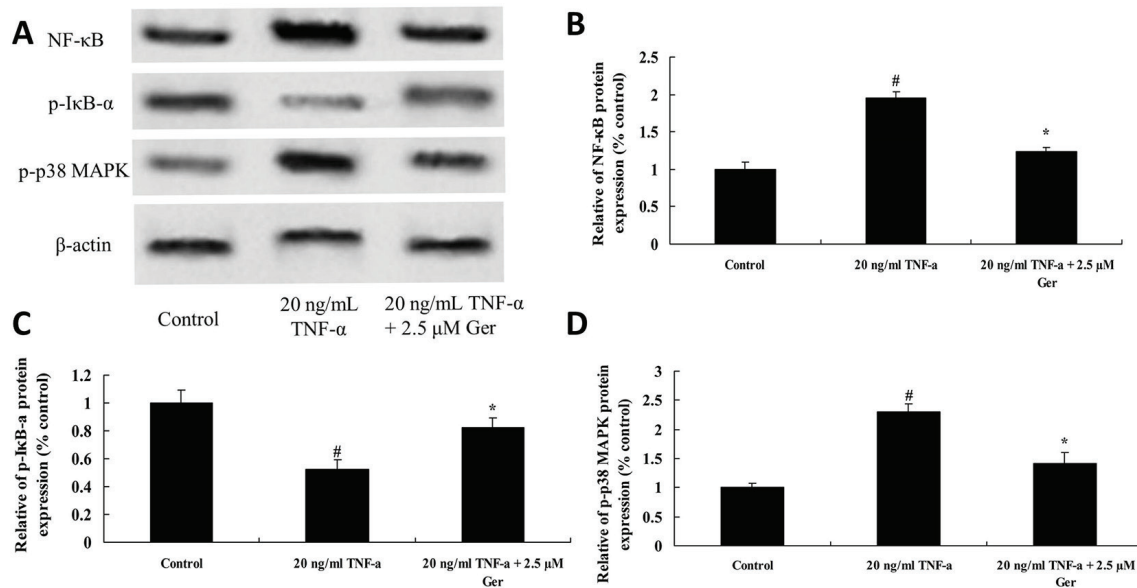 A
NF-κB
p-IκB-α
p-p38 MAPK
β-actin
Control
20 ng/mL
TNF-α
20 ng/mL TNF-α
+ 2.5 μM Ger
B
Relative of NF-κB protein
expression (% control)
2.5
2
1.5
1
0.5
0
#
*
Control
20 ng/ml TNF-a
20 ng/ml TNF-a + 2.5 μM
Ger
C
Relative of p-IκB-a protein
expression (% control)
1.2
1
0.8
0.6
0.4
0.2
0
#
*
Control
20 ng/ml TNF-a
20 ng/ml TNF-a + 2.5 μM
Ger
D
Relative of p-p38 MAPK protein
expression (% control)
3
2.5
2
1.5
1
0.5
0
#
*
Control
20 ng/ml TNF-a
20 ng/ml TNF-a + 2.5 μM
Ger